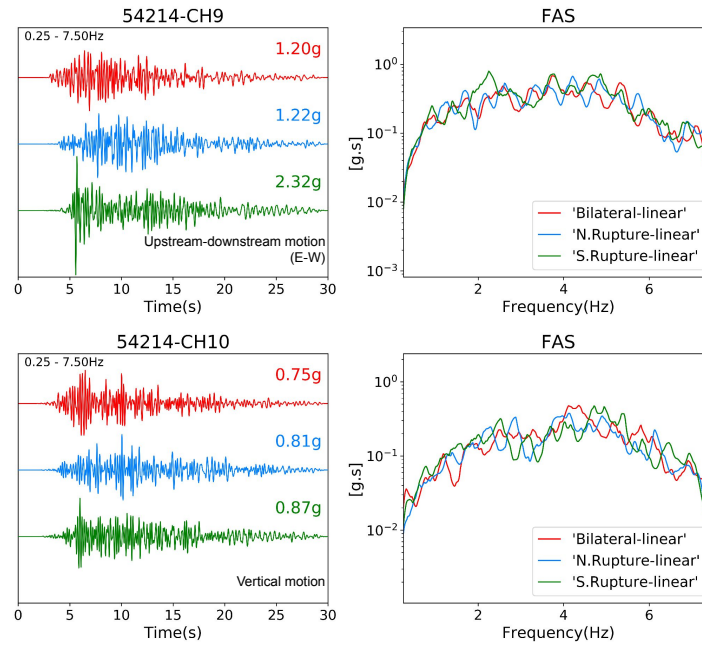 54214-CH9
0.25 - 7.50Hz
1.20g
1.22g
2.32g
Upstream-downstream motion
(E-W)
0 5 10 15 20 25 30
Time(s)
FAS
[g.s]
10⁰
10⁻¹
10⁻²
10⁻³
'Bilateral-linear'
'N.Rupture-linear'
'S.Rupture-linear'
2 4 6
Frequency(Hz)
54214-CH10
0.25 - 7.50Hz
0.75g
0.81g
0.87g
Vertical motion
0 5 10 15 20 25 30
Time(s)
FAS
[g.s]
10⁰
10⁻¹
10⁻²
'Bilateral-linear'
'N.Rupture-linear'
'S.Rupture-linear'
2 4 6
Frequency(Hz)